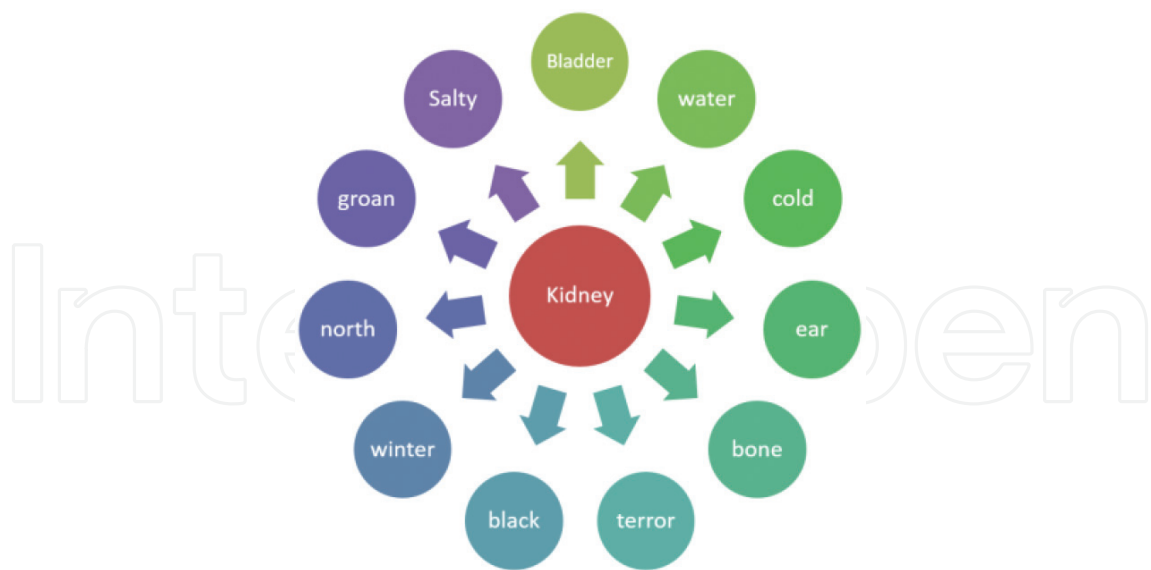 Bladder
water
cold
ear
bone
terror
black
winter
north
groan
Salty
Kidney